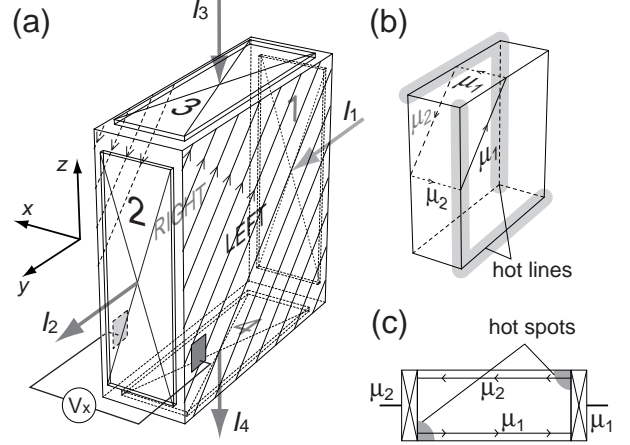 (a)
I3
3
1
I1
z
x
y
2
RIGHT
LEFT
4
I2
Vx
I4
(b)
μ1
μ2
μ1
μ2
hot lines
(c)
hot spots
μ2
μ2
μ1
μ1